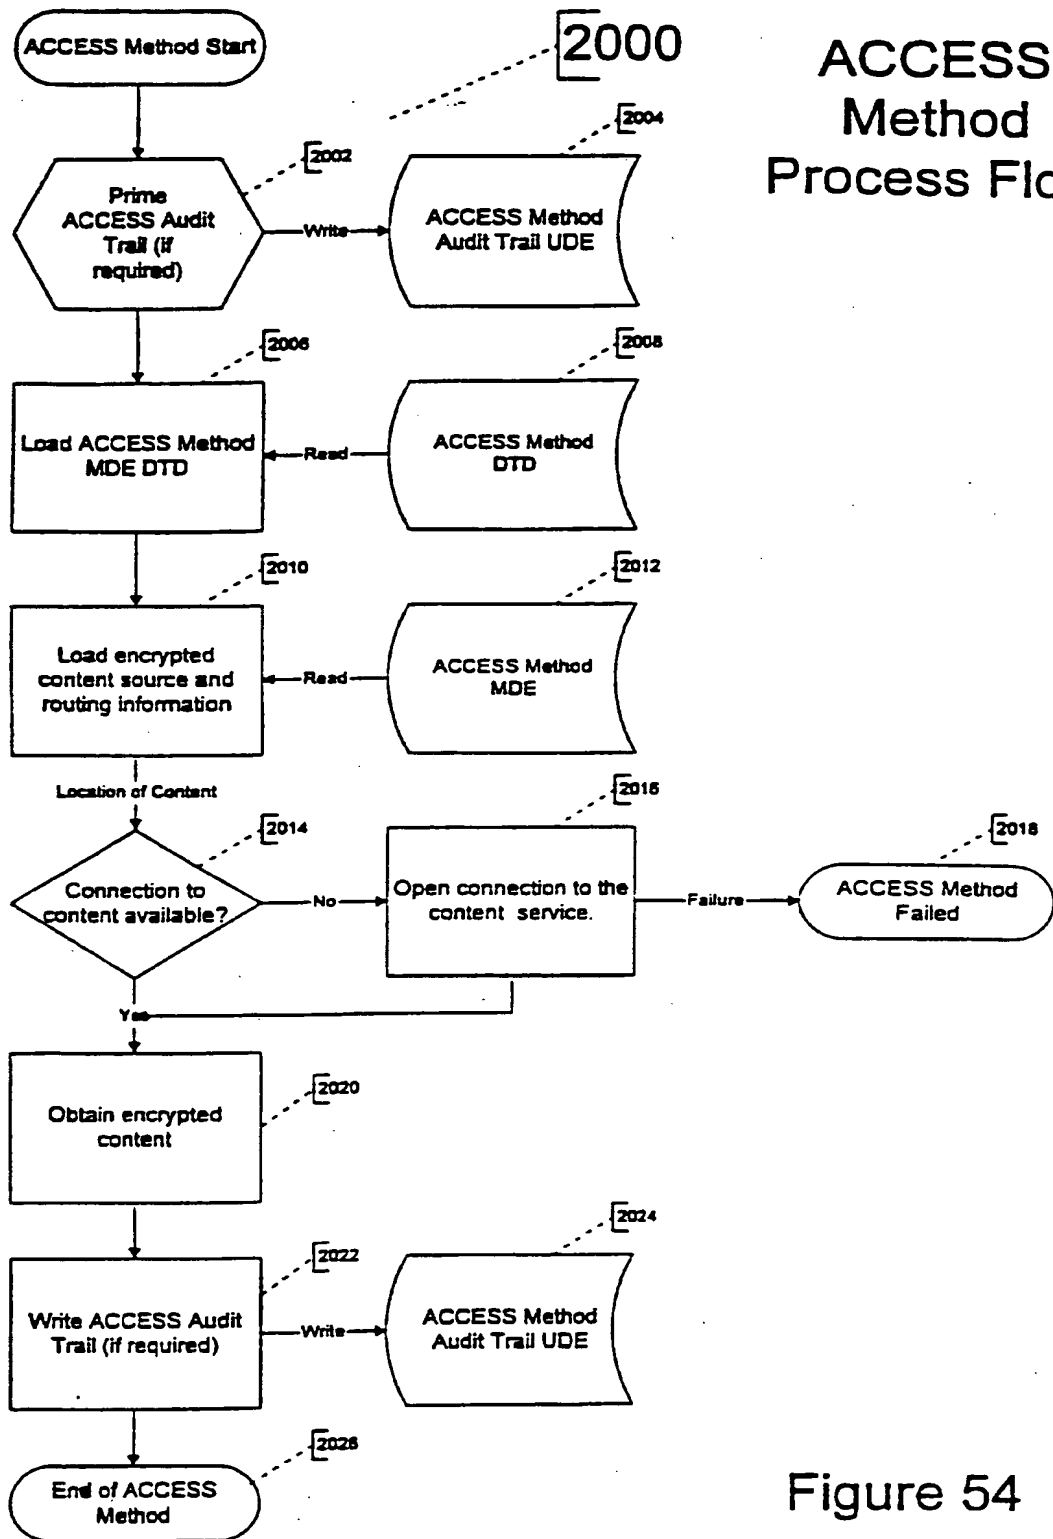 ACCESS Method Start
2000
ACCESS
Method
Process Flo
2002
2004
Prime
ACCESS Audit
Trail (if
required)
Write
ACCESS Method
Audit Trail UDE
2006
2008
Load ACCESS Method
MDE DTD
Read
ACCESS Method
DTD
2010
2012
Load encrypted
content source and
routing information
Read
ACCESS Method
MDE
Location of Content
2014
2016
2018
Connection to
content available?
No
Open connection to the
content service.
Failure
ACCESS Method
Failed
Yes
2020
Obtain encrypted
content
2022
2024
Write ACCESS Audit
Trail (if required)
Write
ACCESS Method
Audit Trail UDE
2026
End of ACCESS
Method
Figure 54